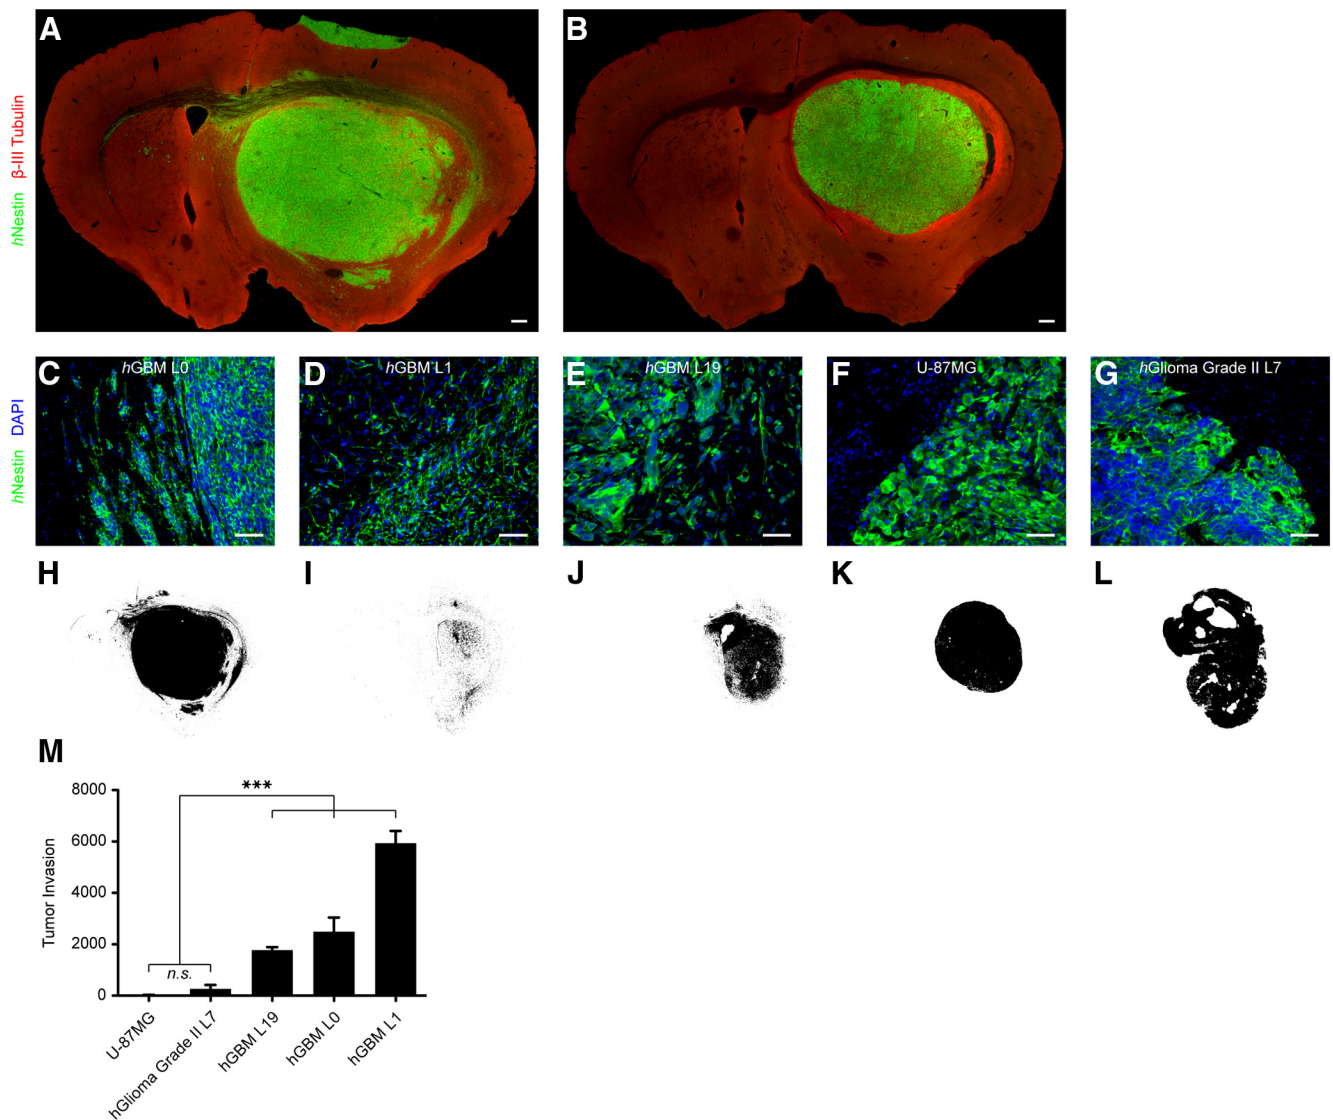 A
B
hNestin β-III Tubulin
C
hGBM L0
D
hGBM L1
E
hGBM L19
F
U-87MG
G
hGlioma Grade II L7
hNestin DAPI
H
I
J
K
L
M
8000
6000
4000
2000
0
Tumor Invasion
***
n.s.
U-87MG
hGlioma Grade II L7
hGBM L19
hGBM L0
hGBM L1